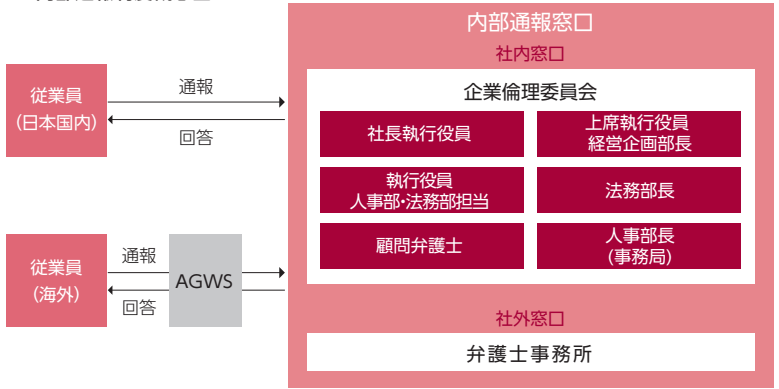 内部通報窓口
社内窓口
企業倫理委員会
社長執行役員
上席執行役員
経営企画部長
執行役員
人事部・法務部担当
法務部長
顧問弁護士
人事部長
(事務局)
社外窓口
弁護士事務所
従業員
(日本国内)
通報
回答
従業員
(海外)
通報
回答
AGWS